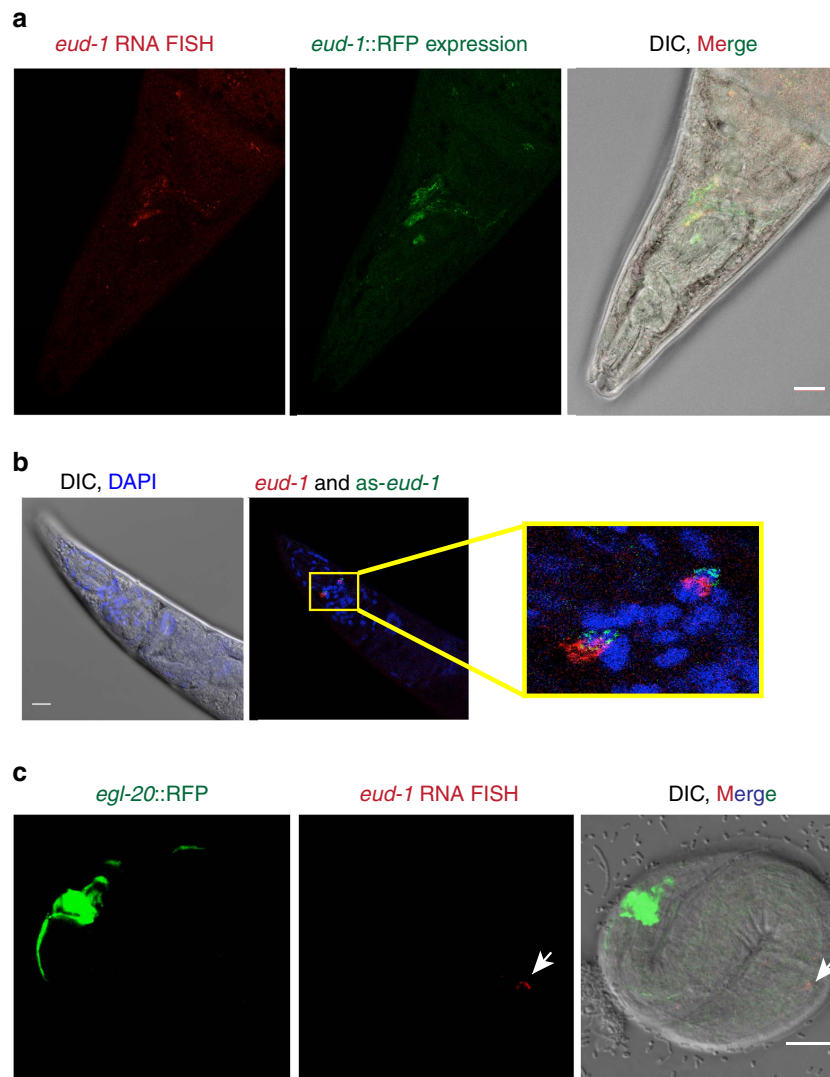 a
eud-1 RNA FISH
eud-1::RFP expression
DIC, Merge
b
DIC, DAPI
eud-1 and as-eud-1
c
egl-20::RFP
eud-1 RNA FISH
DIC, Merge